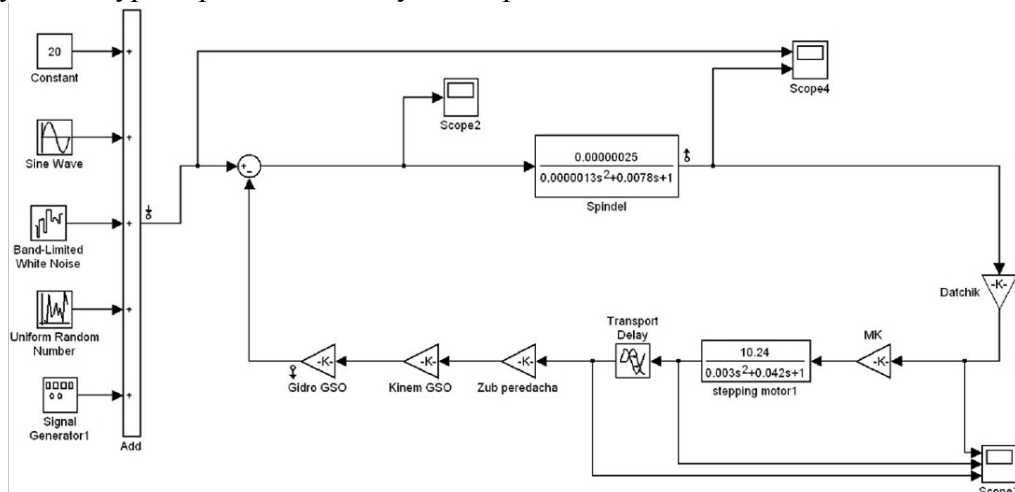 20
Constant
Sine Wave
Band-Limited
White Noise
Uniform Random
Number
Signal
Generator1
+
+
+
+
+
Add
+
-
Scope2
0.00000025
0.0000013s²+0.0078s+1
Spindel
Scope4
Datchik
-K-
MK
-K-
10.24
0.003s²+0.042s+1
stepping motor1
Transport
Delay
-K-
Zub peredacha
-K-
Kinem GSO
-K-
Gidro GSO